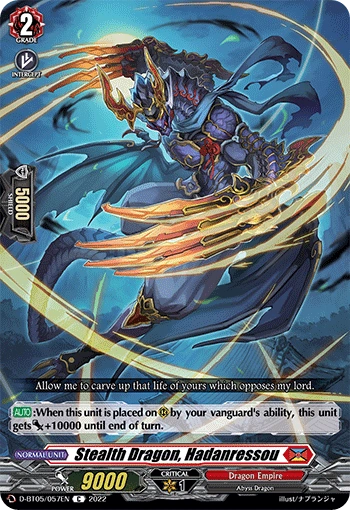 2
GRADE
INTERCEPT
5000
SHIELD
Allow me to carve up that life of yours which opposes my lord.
AUTO:When this unit is placed on R by your vanguard's ability, this unit
gets +10000 until end of turn.
NORMAL UNIT
Stealth Dragon, Hadanressou
POWER
9000
CRITICAL
1
Dragon Empire
Abyss Dragon
D-BT05/057EN C 2022
illust/ナブランジャ